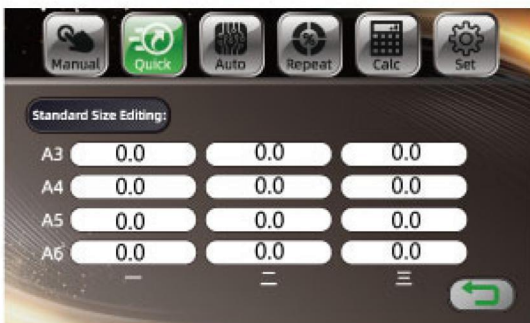 Manual Quick Auto Repeat Calc Set
Standard Size Editing:
A3 0.0 0.0 0.0
A4 0.0 0.0 0.0
A5 0.0 0.0 0.0
A6 0.0 0.0 0.0
一 二 三